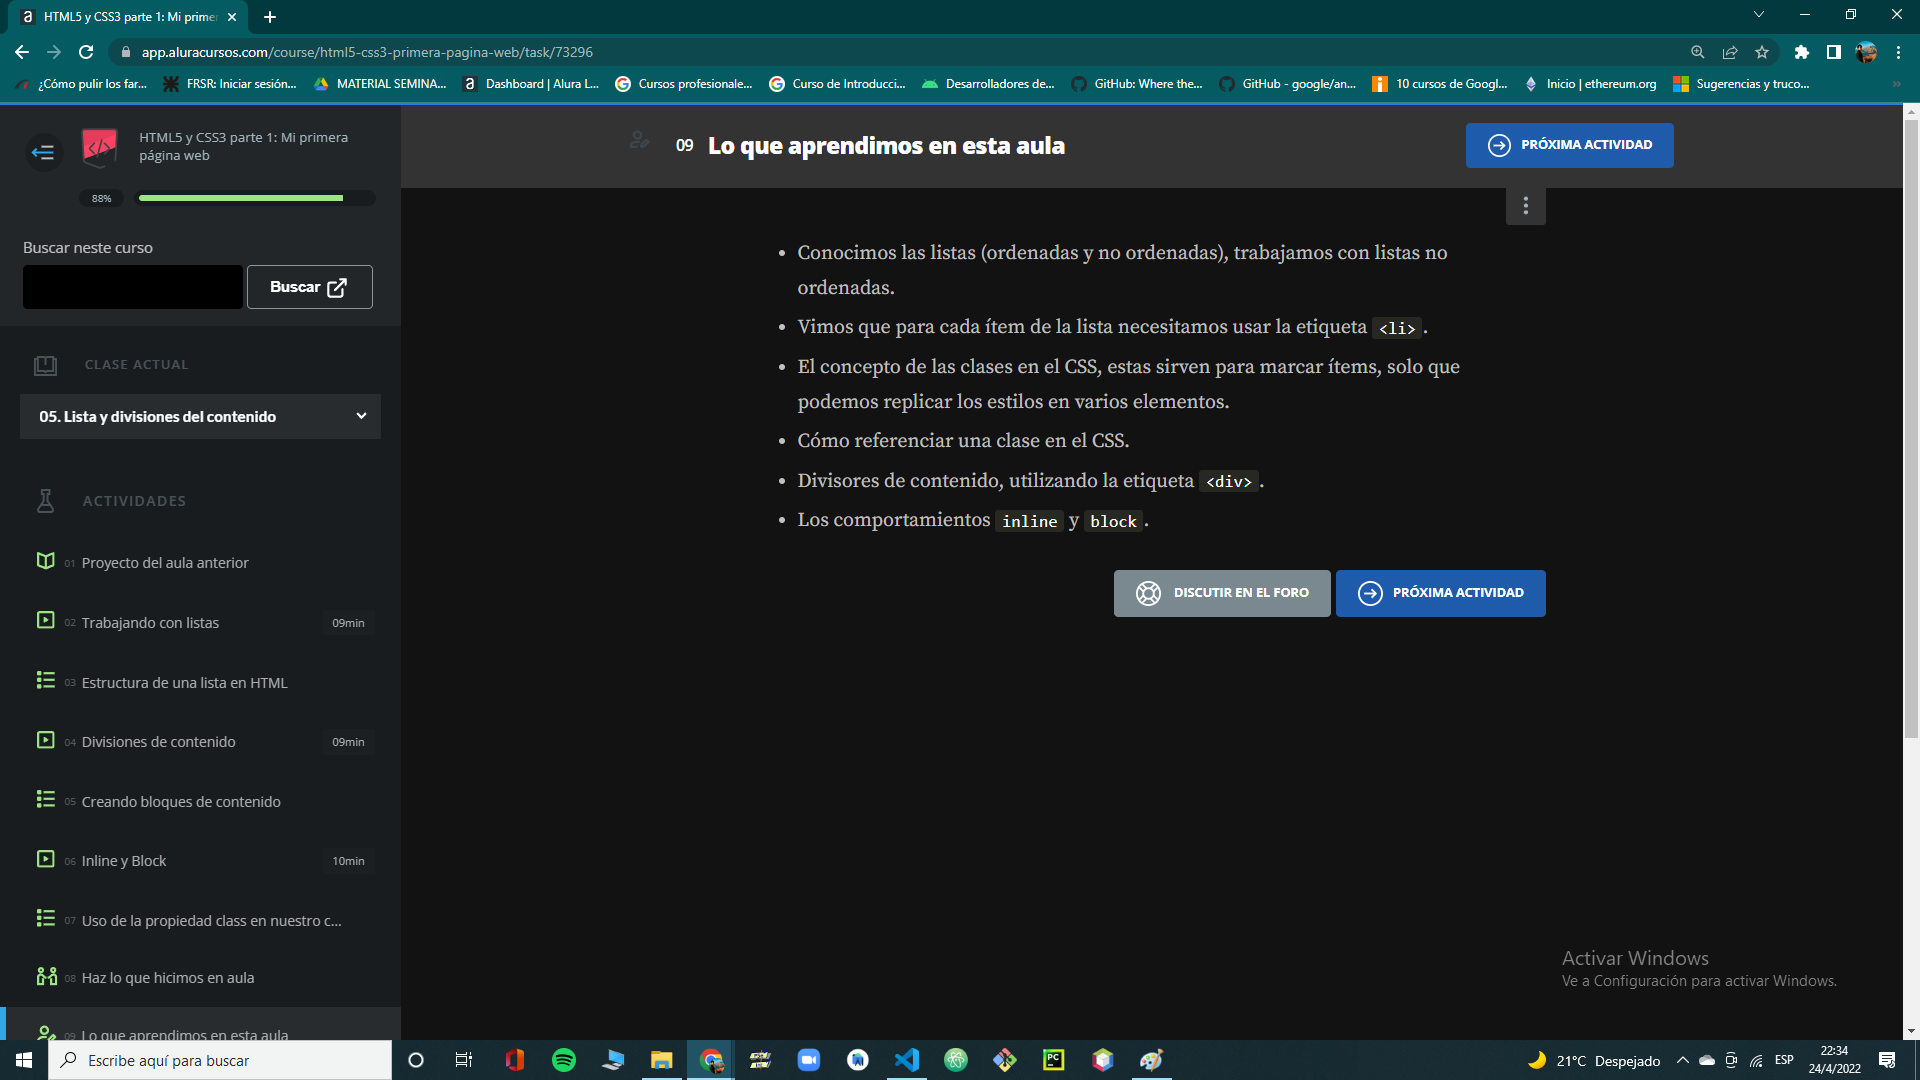 HTML5 y CSS3 parte 1: Mi primer
app.aluracursos.com/course/html5-css3-primera-pagina-web/task/73296
¿Cómo pulir los far...
FRSR: Iniciar sesión...
MATERIAL SEMINA...
Dashboard | Alura L...
Cursos profesionale...
Curso de Introducci...
Desarrolladores de...
GitHub: Where the...
GitHub - google/an...
10 cursos de Googl...
Inicio | ethereum.org
Sugerencias y truco...
HTML5 y CSS3 parte 1: Mi primera
página web
88%
Buscar neste curso
Buscar
CLASE ACTUAL
05. Lista y divisiones del contenido
ACTIVIDADES
01 Proyecto del aula anterior
02 Trabajando con listas 09min
03 Estructura de una lista en HTML
04 Divisiones de contenido 09min
05 Creando bloques de contenido
06 Inline y Block 10min
07 Uso de la propiedad class en nuestro c...
08 Haz lo que hicimos en aula
09 Lo que aprendimos en esta aula
09 Lo que aprendimos en esta aula
PRÓXIMA ACTIVIDAD
• Conocimos las listas (ordenadas y no ordenadas), trabajamos con listas no
ordenadas.
• Vimos que para cada ítem de la lista necesitamos usar la etiqueta <li>.
• El concepto de las clases en el CSS, estas sirven para marcar ítems, solo que
podemos replicar los estilos en varios elementos.
• Cómo referenciar una clase en el CSS.
• Divisores de contenido, utilizando la etiqueta <div>.
• Los comportamientos inline y block.
DISCUTIR EN EL FORO
PRÓXIMA ACTIVIDAD
Activar Windows
Ve a Configuración para activar Windows.
Escribe aquí para buscar
PC
21°C Despejado
ESP
22:34
24/4/2022